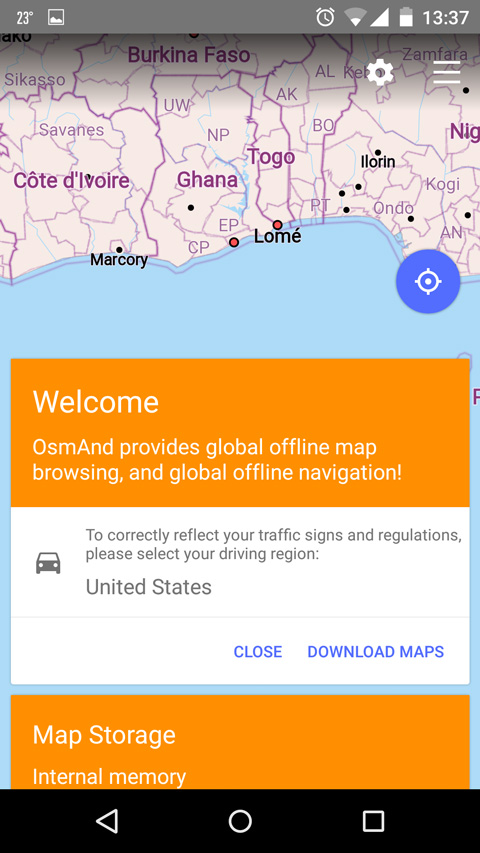 23° 13:37
ako
Burkina Faso
Zamfara
Sikasso
AL
Ke
AK
UW
Savanes
NP
BO
Nig
Togo
Ilorin
Côte d'Ivoire
Ghana
Kogi
PT
Ondo
EP
Lomé
AN
CP
Marcory
Welcome
OsmAnd provides global offline map
browsing, and global offline navigation!
To correctly reflect your traffic signs and regulations,
please select your driving region:
United States
CLOSE DOWNLOAD MAPS
Map Storage
Internal memory